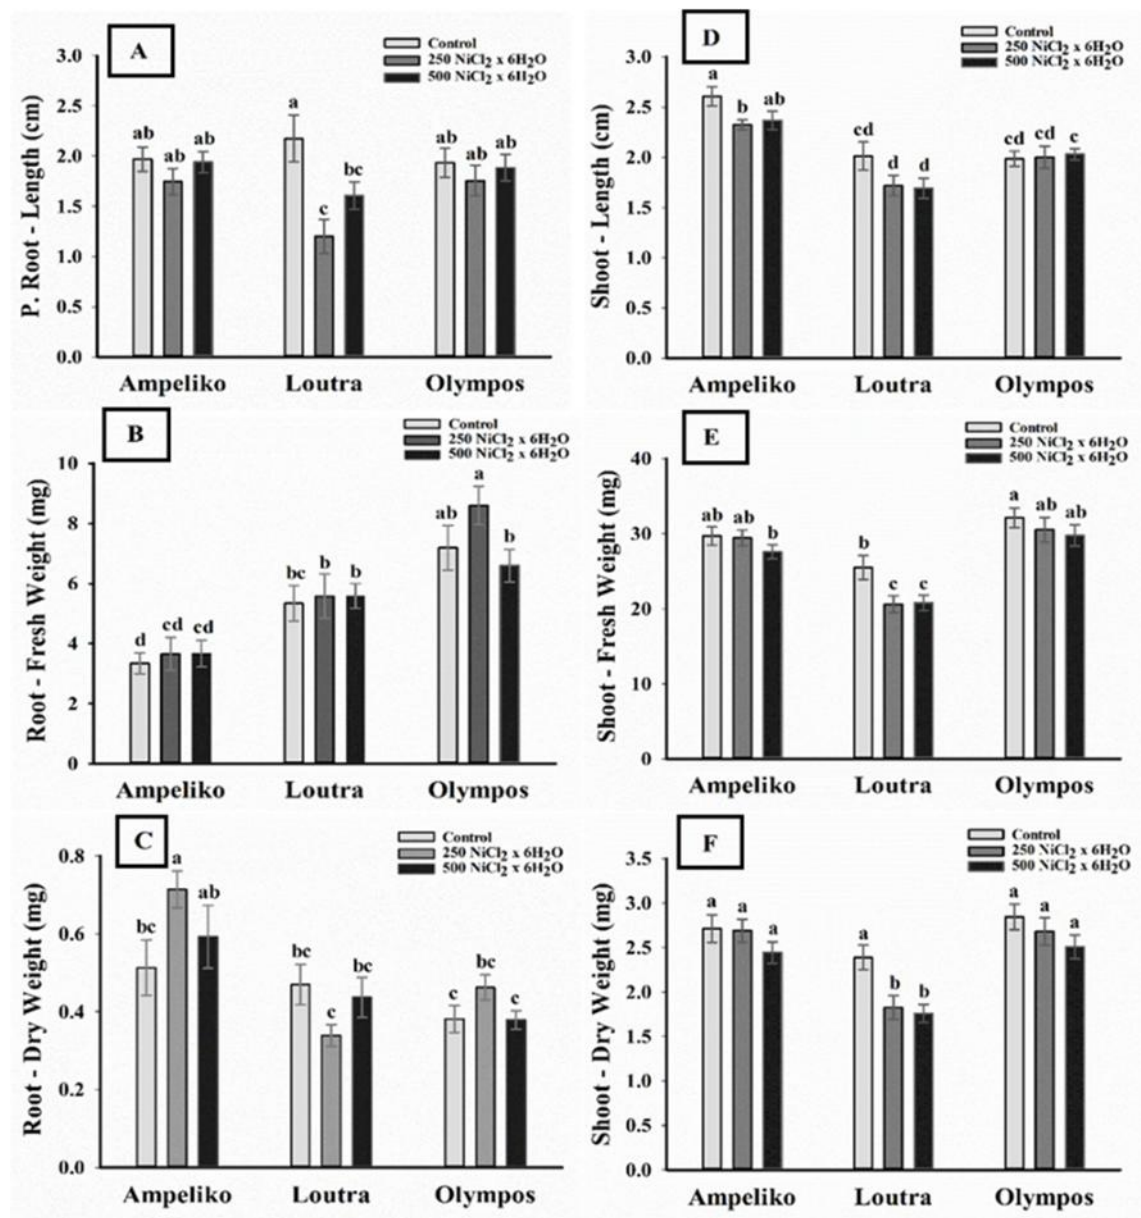 A
Control
250 NiCl2 x 6H2O
500 NiCl2 x 6H2O
P. Root - Length (cm)
3.0
2.5
2.0
1.5
1.0
0.5
0.0
ab
ab
ab
a
c
bc
ab
ab
ab
Ampeliko Loutra Olympos
D
Control
250 NiCl2 x 6H2O
500 NiCl2 x 6H2O
Shoot - Length (cm)
3.0
2.5
2.0
1.5
1.0
0.5
0.0
a
b
ab
cd
d
d
cd
cd
c
Ampeliko Loutra Olympos
B
Control
250 NiCl2 x 6H2O
500 NiCl2 x 6H2O
Root - Fresh Weight (mg)
10
8
6
4
2
0
d
cd
cd
bc
b
b
ab
a
b
Ampeliko Loutra Olympos
E
Control
250 NiCl2 x 6H2O
500 NiCl2 x 6H2O
Shoot - Fresh Weight (mg)
40
30
20
10
0
ab
ab
b
b
c
c
a
ab
ab
Ampeliko Loutra Olympos
C
Control
250 NiCl2 x 6H2O
500 NiCl2 x 6H2O
Root - Dry Weight (mg)
0.8
0.6
0.4
0.2
0.0
bc
a
ab
bc
c
bc
c
bc
c
Ampeliko Loutra Olympos
F
Control
250 NiCl2 x 6H2O
500 NiCl2 x 6H2O
Shoot - Dry Weight (mg)
3.5
3.0
2.5
2.0
1.5
1.0
0.5
0.0
a
a
a
a
b
b
a
a
a
Ampeliko Loutra Olympos